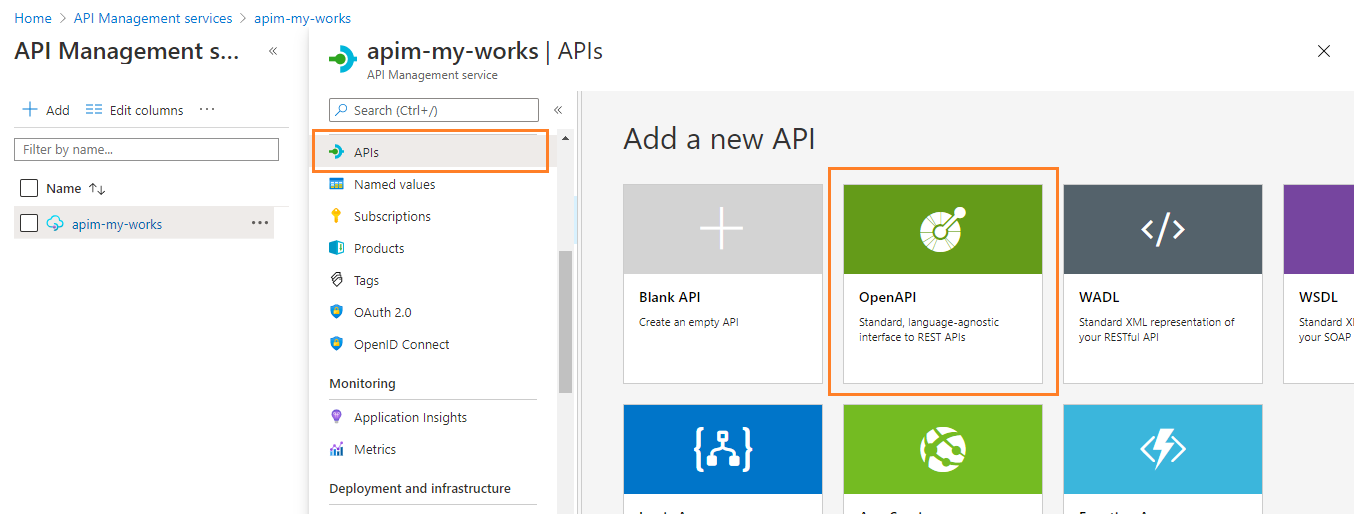 Home > API Management services > apim-my-works
API Management s...
«
apim-my-works | APIs
API Management service
Add
Edit columns
...
Search (Ctrl+/)
«
Filter by name...
Name
apim-my-works
...
APIs
Named values
Subscriptions
Products
Tags
OAuth 2.0
OpenID Connect
Monitoring
Application Insights
Metrics
Deployment and infrastructure
Add a new API
Blank API
Create an empty API
OpenAPI
Standard, language-agnostic
interface to REST APIs
WADL
Standard XML representation of
your RESTful API
WSDL
Standard X
your SOAP